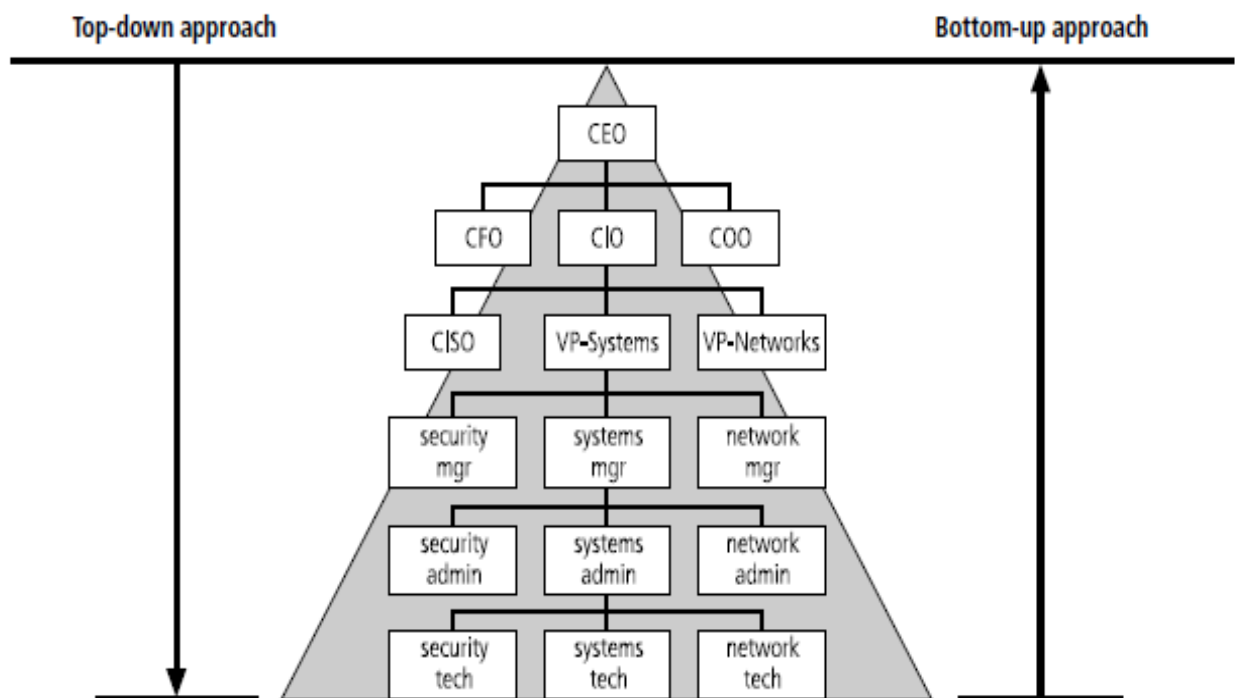 Top-down approach
Bottom-up approach
CEO
CFO
CIO
COO
CISO
VP-Systems
VP-Networks
security
mgr
systems
mgr
network
mgr
security
admin
systems
admin
network
admin
security
tech
systems
tech
network
tech